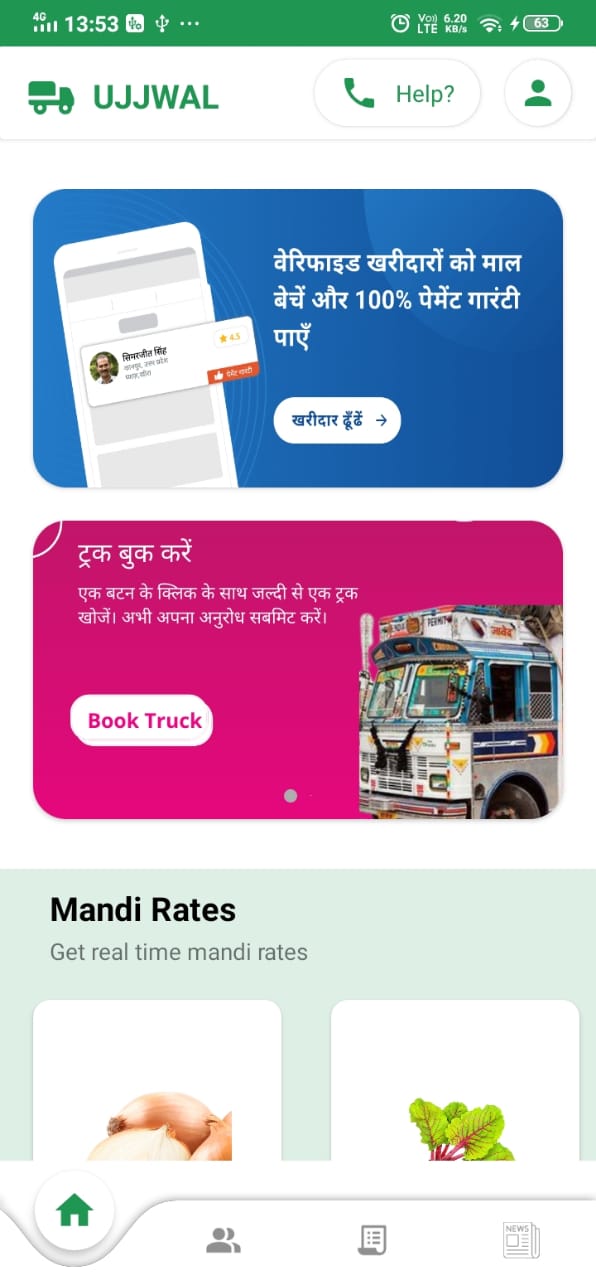 4G 13:53 ... Vo) LTE 6.20 KB/s 63
UJJWAL
Help?
वेरिफाइड खरीदारों को माल
बेचें और 100% पेमेंट गारंटी
पाएँ
सिमरजीत सिंह
4.5
कानपुर, उत्तर प्रदेश
पेमेंट गारंटी
खरीदार ढूँढें →
ट्रक बुक करें
एक बटन के क्लिक के साथ जल्दी से एक ट्रक
खोजें। अभी अपना अनुरोध सबमिट करें।
PERMIT
जावेद
Book Truck
Mandi Rates
Get real time mandi rates
NEWS